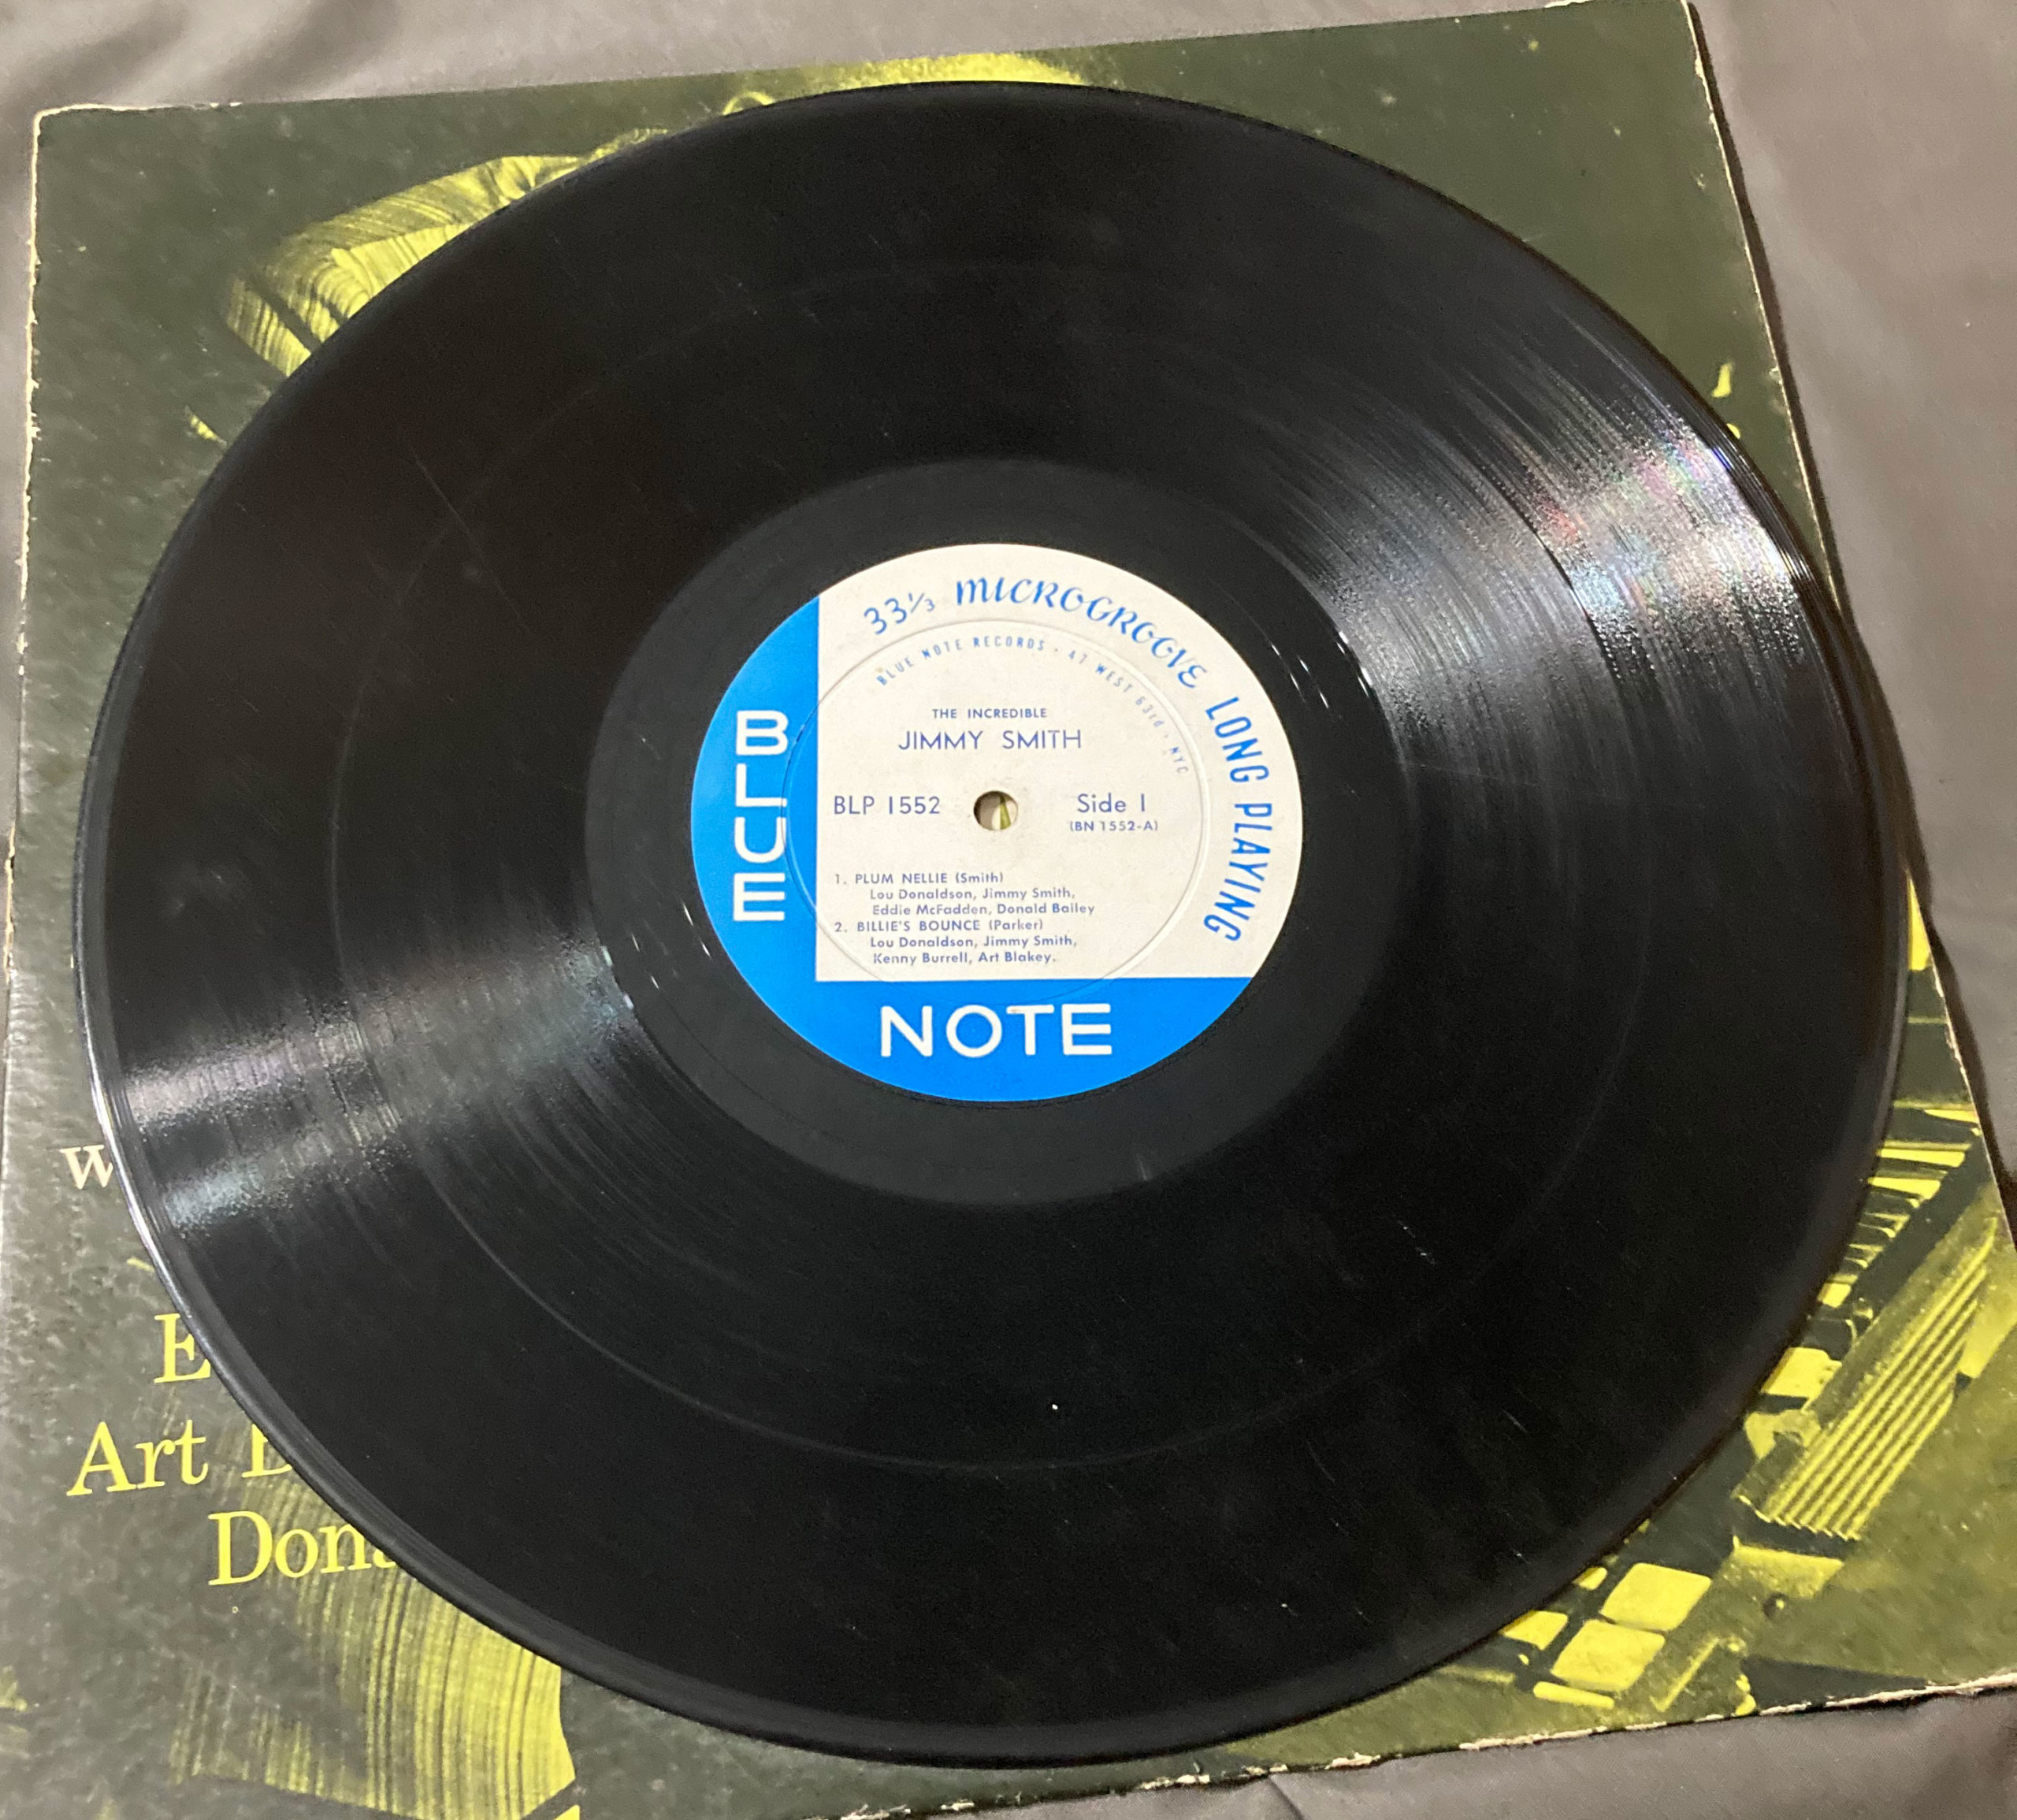 33⅓ MICROGROOVE LONG PLAYING
BLUE NOTE RECORDS · 47 WEST 63rd · NYC
THE INCREDIBLE
JIMMY SMITH
BLP 1552
Side 1
(BN 1552-A)
1. PLUM NELLIE (Smith)
Lou Donaldson, Jimmy Smith,
Eddie McFadden, Donald Bailey
2. BILLIE'S BOUNCE (Parker)
Lou Donaldson, Jimmy Smith,
Kenny Burrell, Art Blakey.
BLUE
NOTE
Art